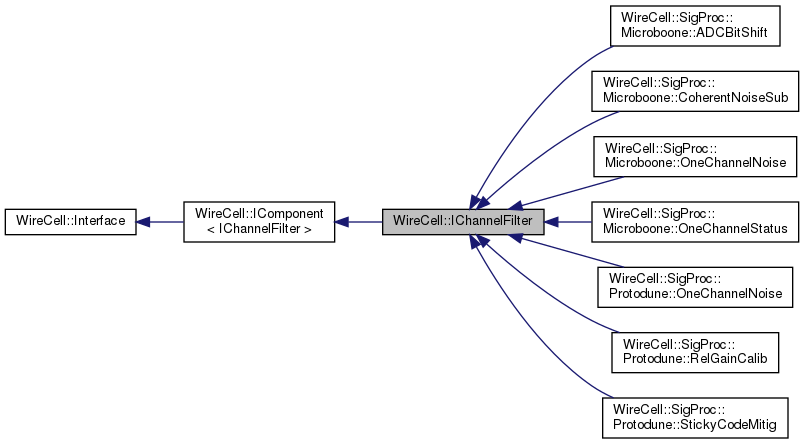 WireCell::Interface
WireCell::IComponent
< IChannelFilter >
WireCell::IChannelFilter
WireCell::SigProc::
Microboone::ADCBitShift
WireCell::SigProc::
Microboone::CoherentNoiseSub
WireCell::SigProc::
Microboone::OneChannelNoise
WireCell::SigProc::
Microboone::OneChannelStatus
WireCell::SigProc::
Protodune::OneChannelNoise
WireCell::SigProc::
Protodune::RelGainCalib
WireCell::SigProc::
Protodune::StickyCodeMitig